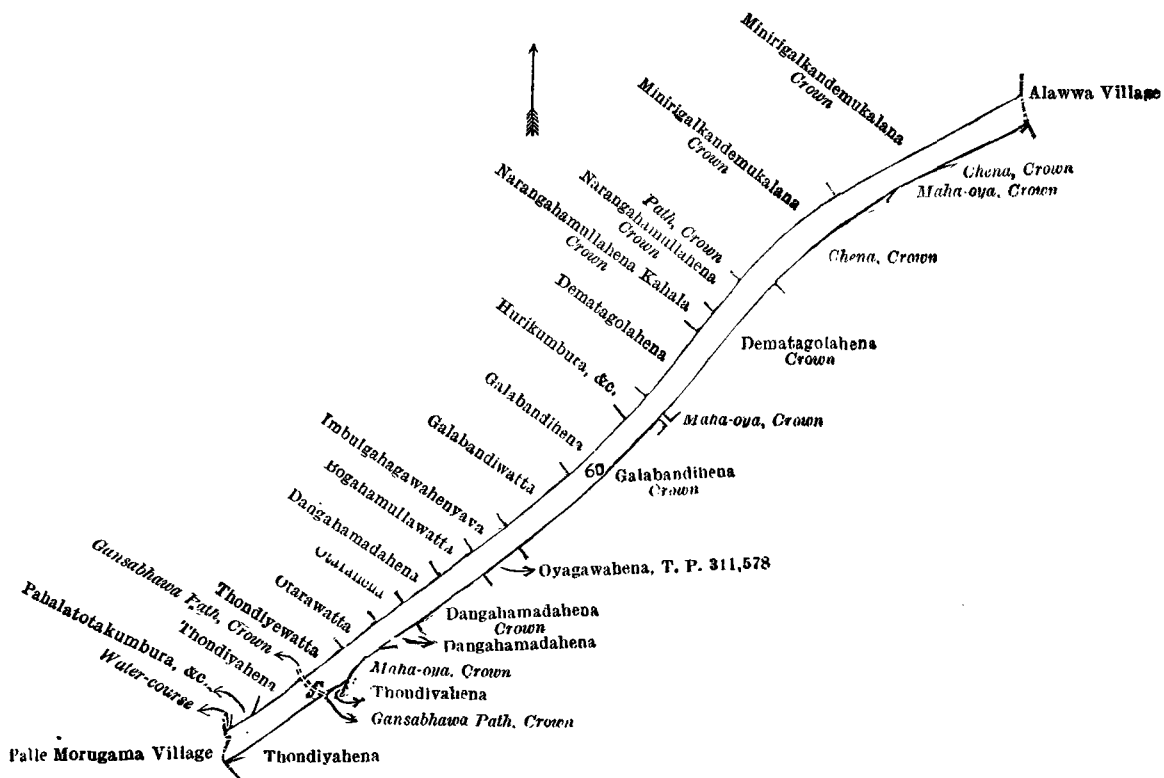 Minirigalkandemukalana
Crown
Alawwa Village
Minirigalkandemukalana
Crown
Chena, Crown
Maha-oya, Crown
Path, Crown
Narangahamullahena
Crown
Narangahamullahena Kahala
Crown
Chena, Crown
Dematagolahena
Hurikumbura, &c.
Dematagolahena
Crown
Galabandihena
Maha-oya, Crown
Galabandiwatta
60
Galabandihena
Crown
Imbulgahagawahenyaya
Bogahamullawatta
Dangahamadahena
Oyagawahena, T. P. 311,578
Otarawatta
Thondiyewatta
Gansabhawa Path, Crown
Thondiyahena
Pahalatotakumbura, &c.
Water-course
Dangahamadahena
Crown
Dangahamadahena
Maha-oya, Crown
Thondiyahena
5
Gansabhawa Path, Crown
Palle Morugama Village
Thondiyahena